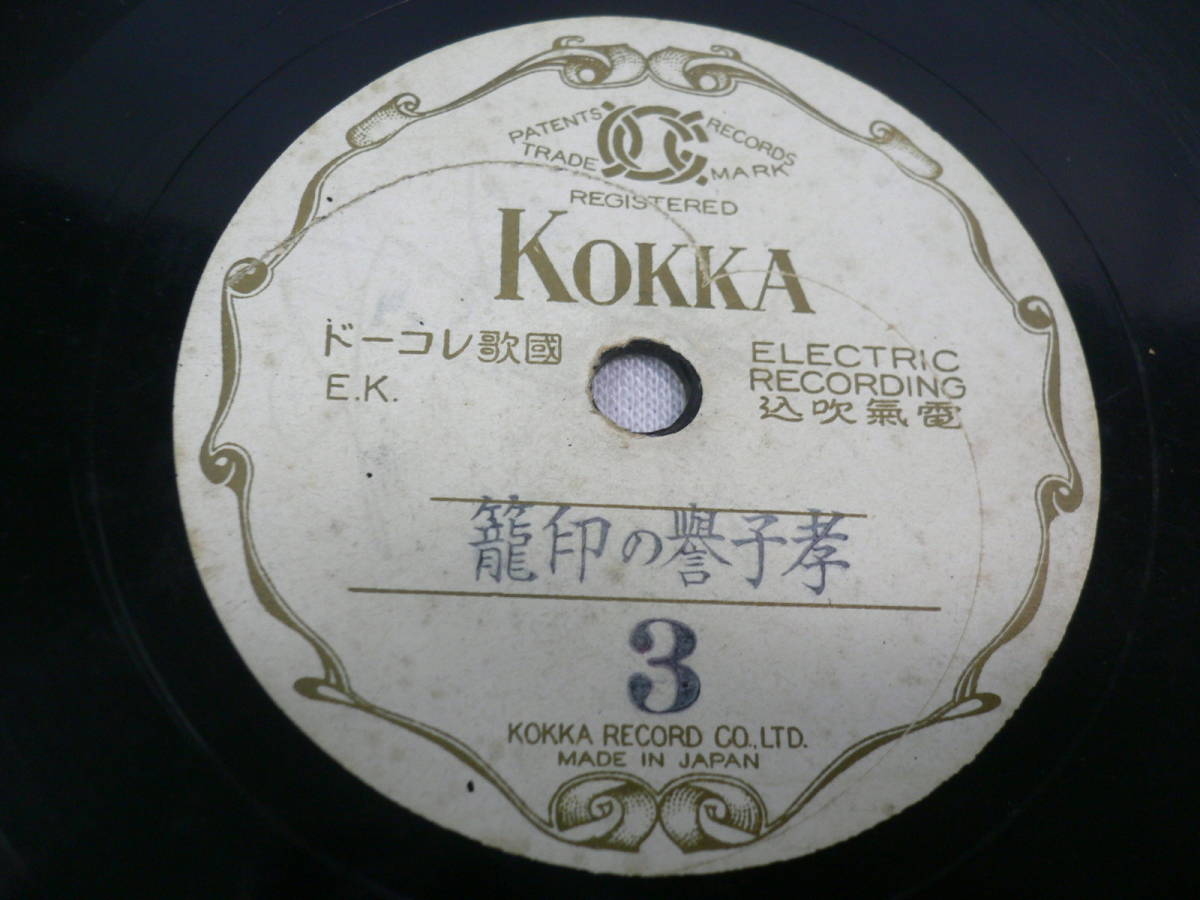 PATENTS RECORDS
TRADE MARK
REGISTERED
KOKKA
國歌レコード
E.K.
ELECTRIC
RECORDING
電氣吹込
孝子譽の印籠
3
KOKKA RECORD CO., LTD.
MADE IN JAPAN